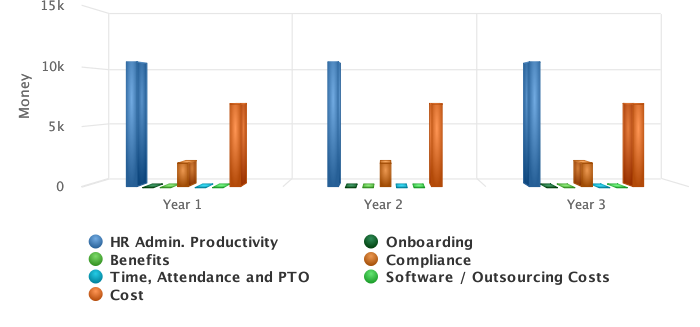 15k
10k
5k
0
Money
Year 1
Year 2
Year 3
HR Admin. Productivity
Onboarding
Benefits
Compliance
Time, Attendance and PTO
Software / Outsourcing Costs
Cost